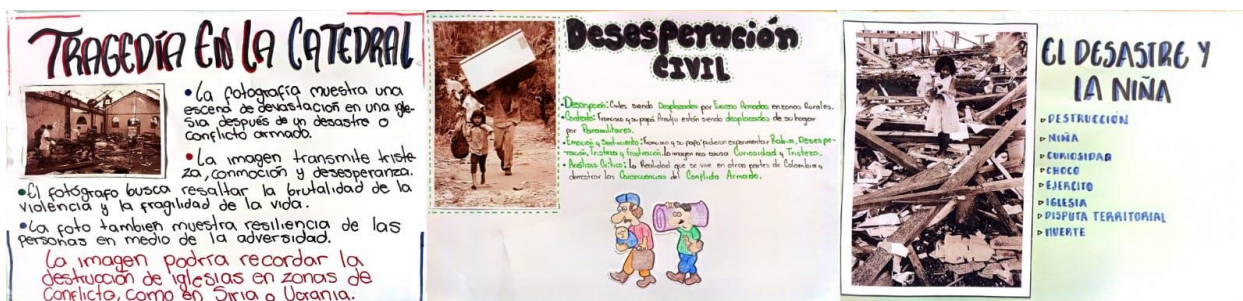 TRAGEDÍA EN LA CATEDRAL
• La fotografía muestra una
escena de devastación en una igle-
sia después de un desastre o
conflicto armado.
• La imagen transmite triste-
za, conmoción y desesperanza.
• El fotógrafo busca resaltar la brutalidad de la
violencia y la fragilidad de la vida.
• La foto tambien muestra resiliencia de las
personas en medio de la adversidad.
La imagen podría recordar la
destrucción de iglesias en zonas de
Conflicto, como en Siria o Ucrania.
Desesperación
CIVIL
siendo Desplazados por Fuerzas Armadas en zonas Rurales.
• Contexto: Francisco y su papá Araujo están siendo desplazados de su hogar
por Paramilitares.
• Emoción y Sentimiento: Francisco y su papá pudieron experimentar Rabia, Desespe-
ración, Tristeza y frustración. La imagen nos causa Curiosidad y Tristeza.
• Análisis Crítico: La Realidad que se vive en otras partes de Colombia y
demostrar las Consecuencias del Conflicto Armado.
EL DESASTRE Y
LA NIÑA
▹ DESTRUCCIÓN
▹ NIÑA
▹ CURIOSIDAD
▹ CHOCO
▹ EJERCITO
▹ IGLESIA
▹ DISPUTA TERRITORIAL
▹ MUERTE